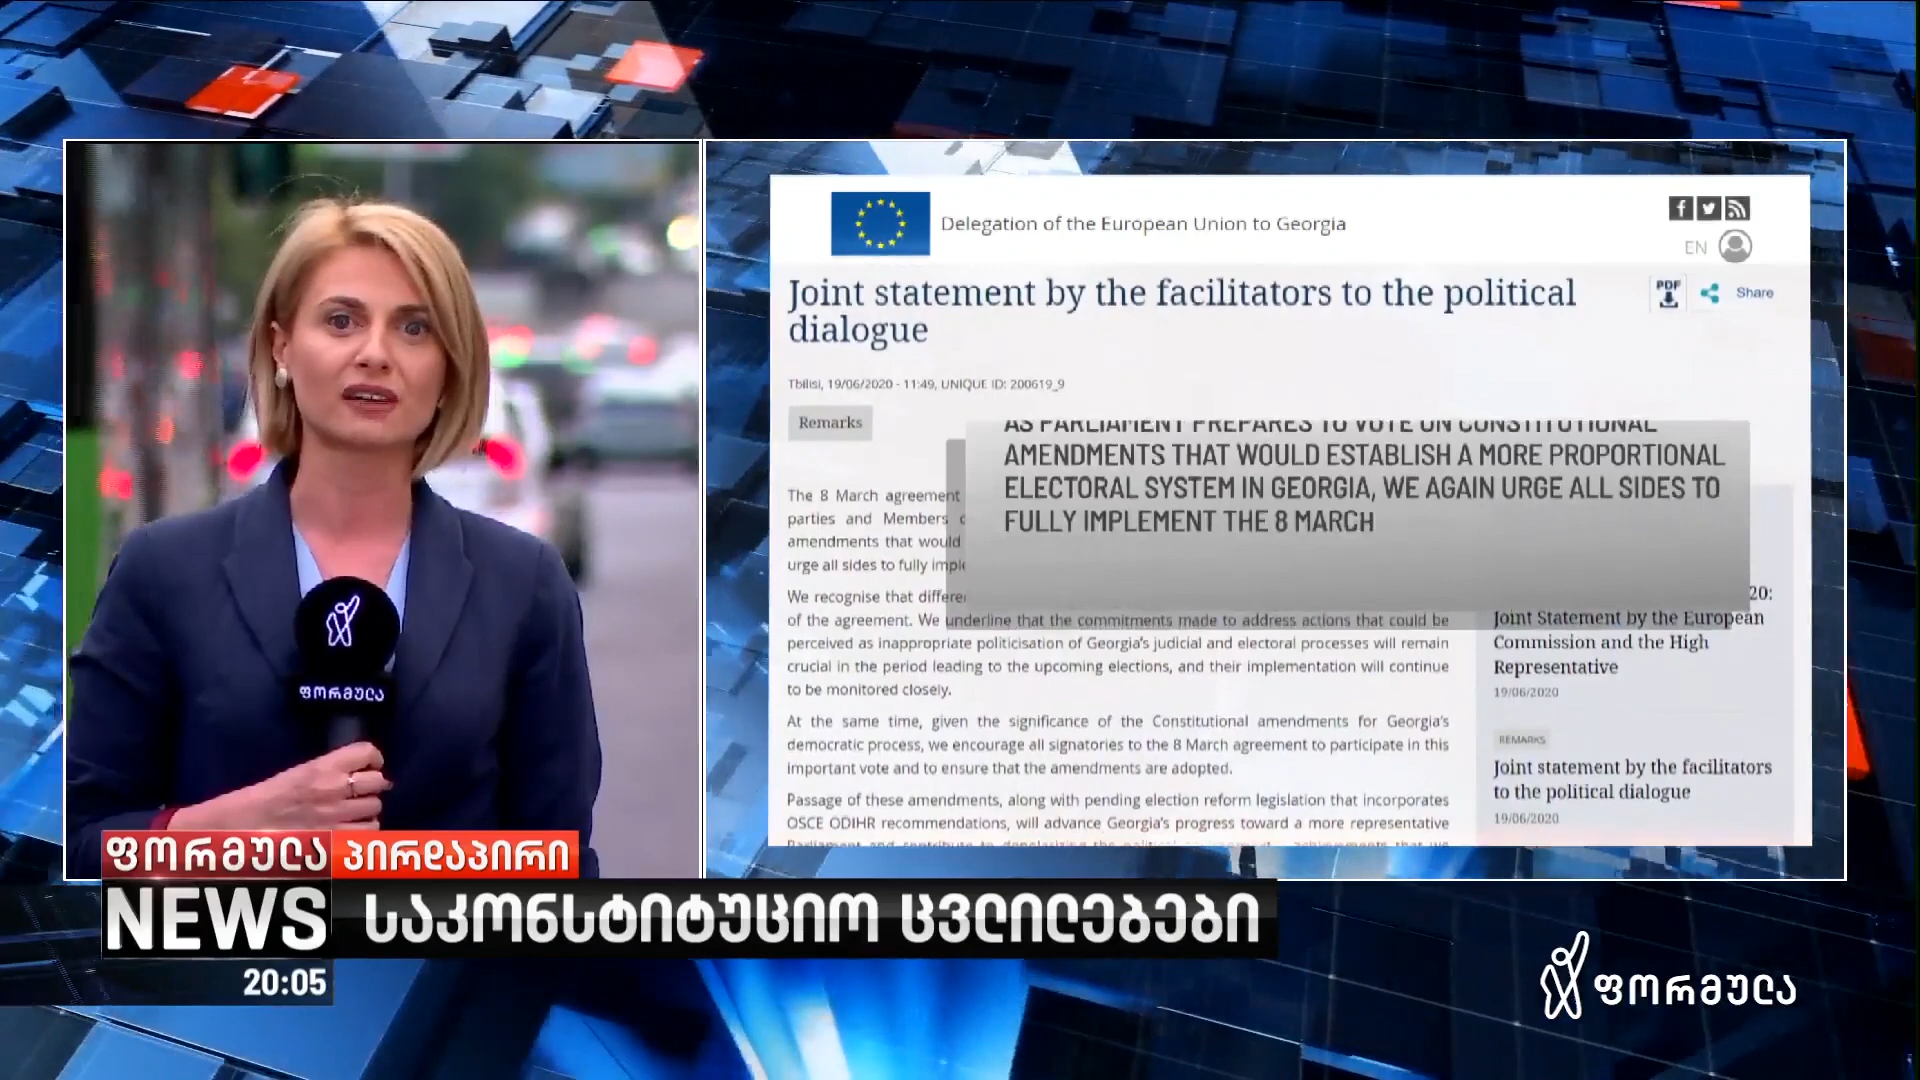 Delegation of the European Union to Georgia
EN
Joint statement by the facilitators to the political
dialogue
PDF
Share
Tbilisi, 19/06/2020 - 11:49, UNIQUE ID: 200619_9
Remarks
AS PARLIAMENT PREPARES TO VOTE ON CONSTITUTIONAL
AMENDMENTS THAT WOULD ESTABLISH A MORE PROPORTIONAL
ELECTORAL SYSTEM IN GEORGIA, WE AGAIN URGE ALL SIDES TO
FULLY IMPLEMENT THE 8 MARCH
The 8 March agreement
parties and Members
amendments that would
urge all sides to fully
We recognise that
of the agreement. We underline that the commitments made to address actions that could be
perceived as inappropriate politicisation of Georgia's judicial and electoral processes will remain
crucial in the period leading to the upcoming elections, and their implementation will continue
to be monitored closely.
At the same time, given the significance of the Constitutional amendments for Georgia's
democratic process, we encourage all signatories to the 8 March agreement to participate in this
important vote and to ensure that the amendments are adopted.
Passage of these amendments, along with pending election reform legislation that incorporates
OSCE ODIHR recommendations, will advance Georgia's progress toward a more representative
20:
Joint Statement by the European
Commission and the High
Representative
19/06/2020
REMARKS
Joint statement by the facilitators
to the political dialogue
19/06/2020
ფორმულა
ფორმულა პირდაპირი
NEWS საკონსტიტუციო ცვლილებები
20:05
ფორმულა